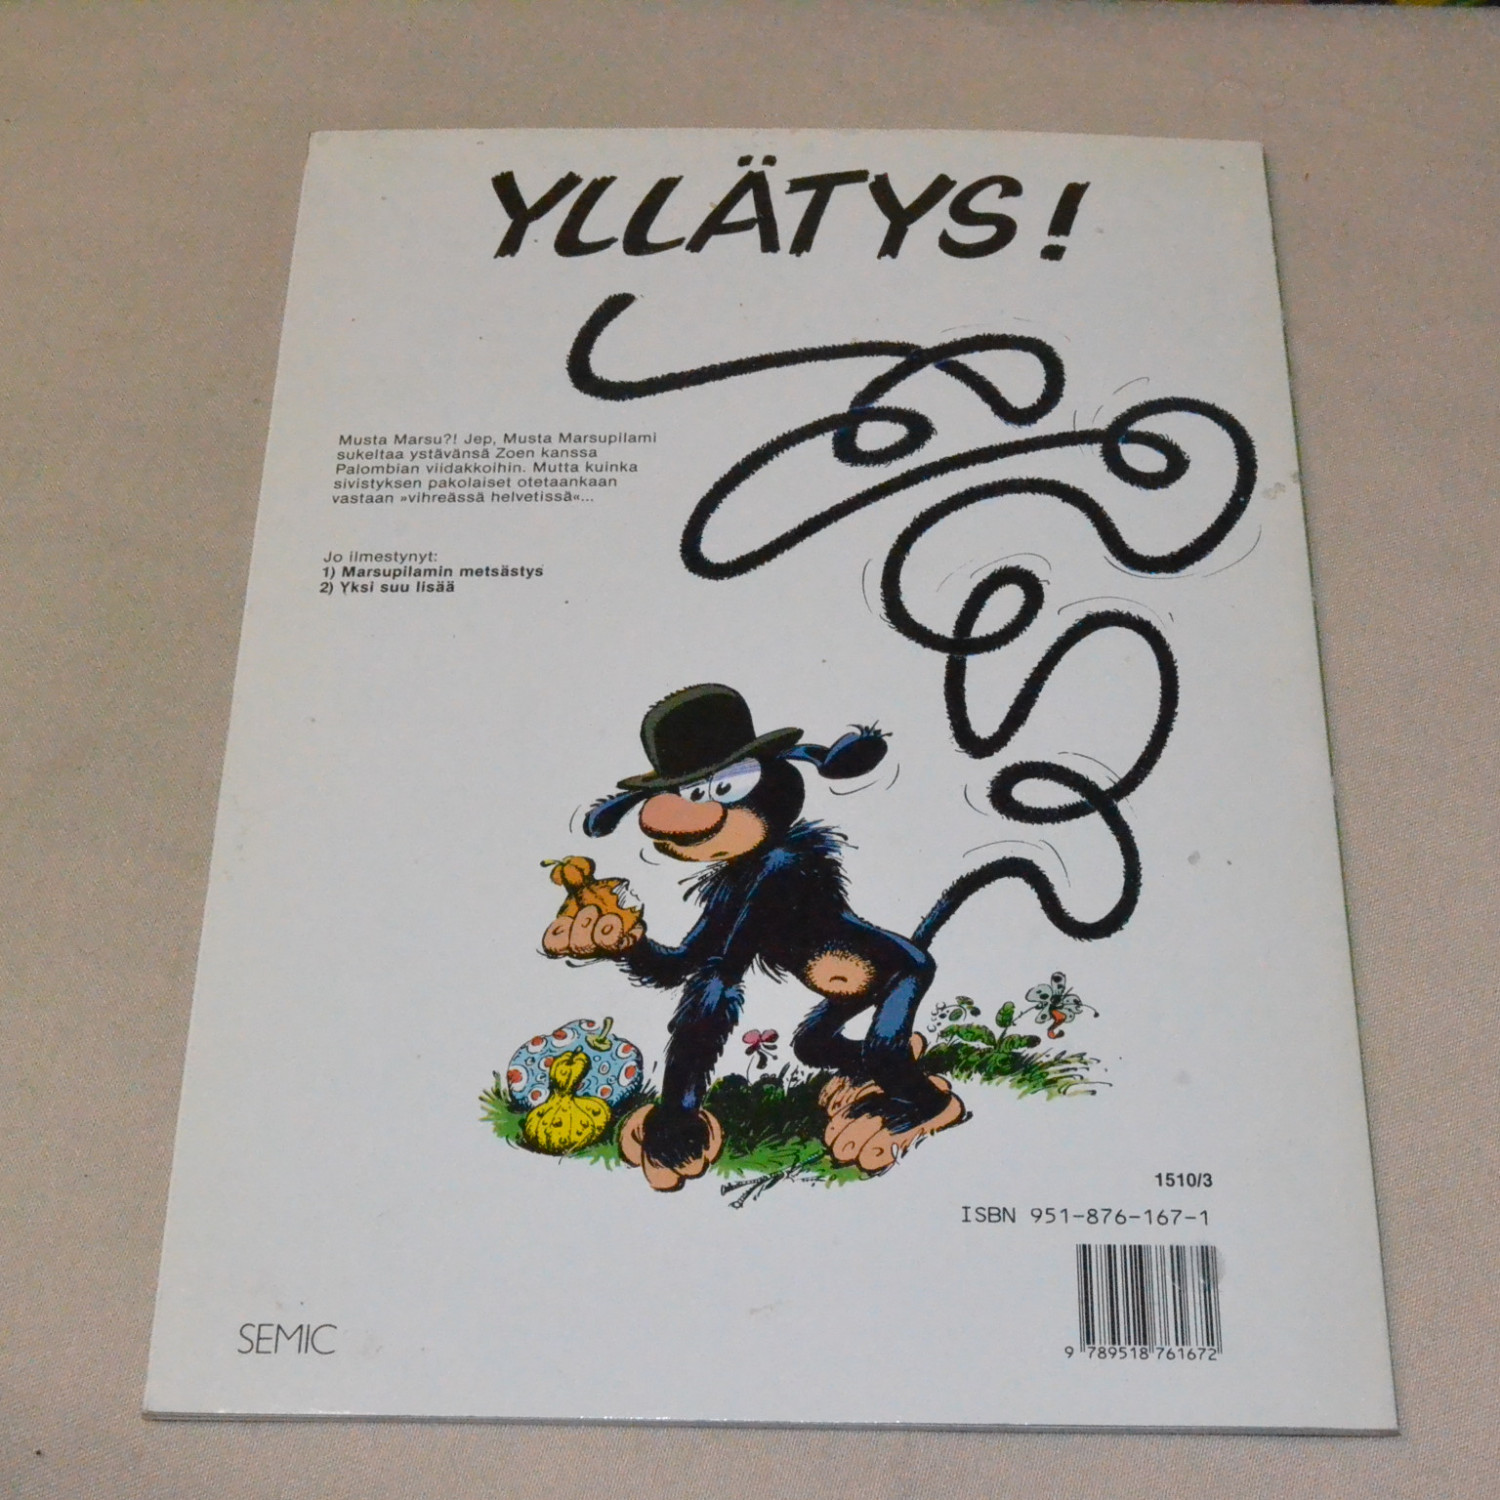 YLLÄTYS!
Musta Marsu?! Jep, Musta Marsupilami
sukeltaa ystävänsä Zoen kanssa
Palombian viidakkoihin. Mutta kuinka
sivistyksen pakolaiset otetaankaan
vastaan »vihreässä helvetissä«...
Jo ilmestynyt:
1) Marsupilamin metsästys
2) Yksi suu lisää
1510/3
ISBN 951-876-167-1
9 789518 761672
SEMIC